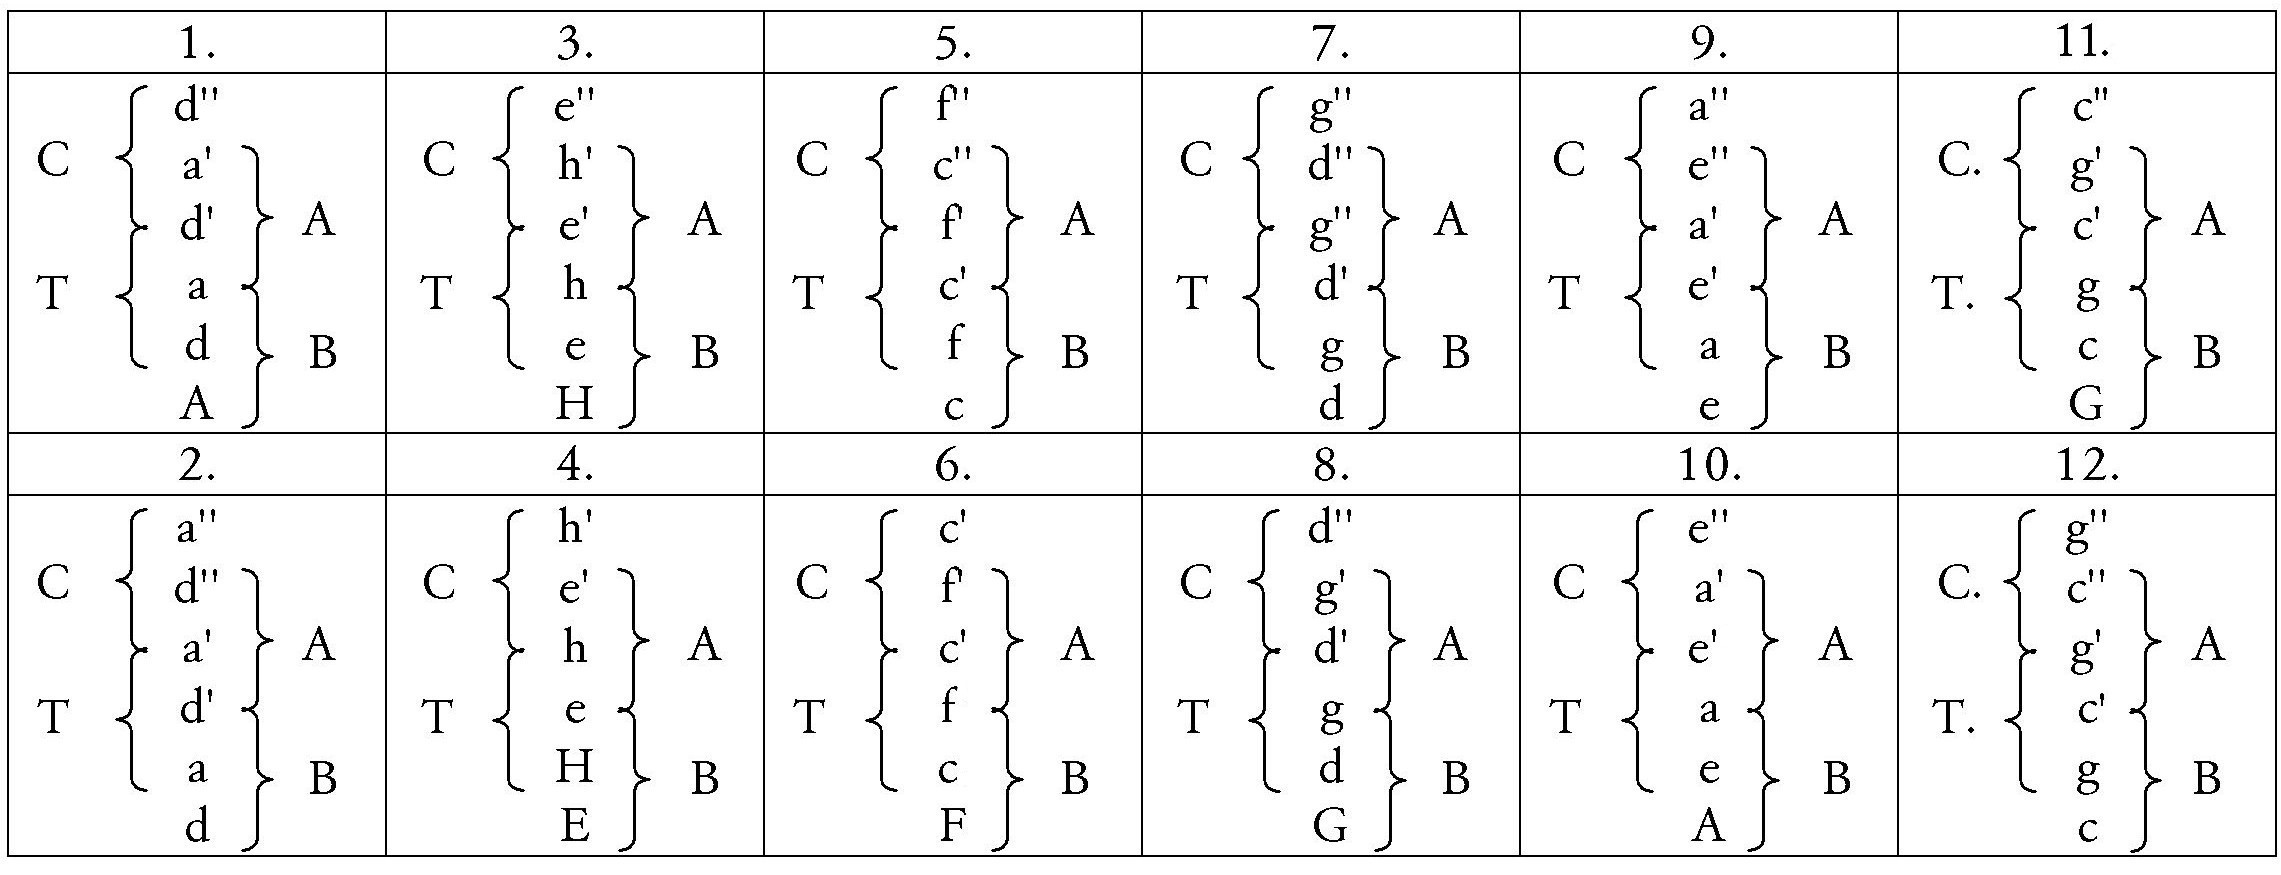 1. 3. 5. 7. 9. 11.
d'' e'' f'' g'' a'' c''
C a' C h' C c'' C d'' C e'' C. g'
d' A e' A f' A g'' A a' A c' A
T a T h T c' T d' T e' T. g
d B e B f B g B a B c B
A H c d e G
2. 4. 6. 8. 10. 12.
a'' h' c' d'' e'' g''
C d'' C e' C f' C g' C a' C. c''
a' A h A c' A d' A e' A g' A
T d' T e T f T g T a T. c'
a B H B c B d B e B g B
d E F G A c